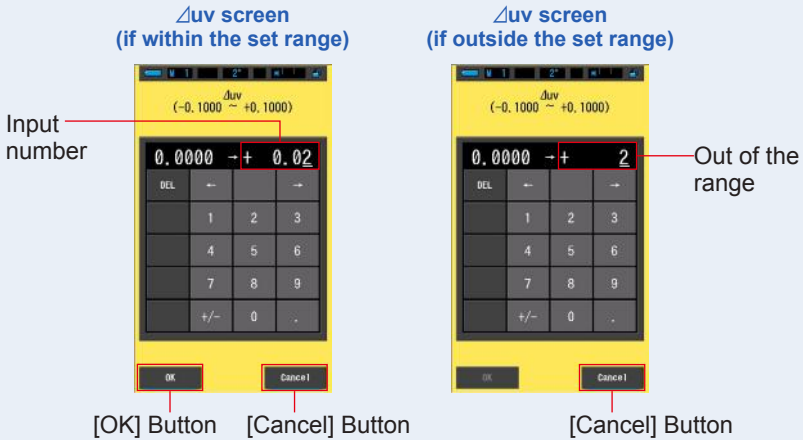 ⊿uv screen
(if within the set range)
⊿uv screen
(if outside the set range)
M 1 2°
⊿uv
(-0.1000 ~ +0.1000)
Input
number
0.0000 → + 0.02
DEL ← →
1 2 3
4 5 6
7 8 9
+/- 0 .
OK Cancel
[OK] Button [Cancel] Button
2°
⊿uv
(-0.1000 ~ +0.1000)
0.0000 → + 2
Out of the
range
DEL ← →
1 2 3
4 5 6
7 8 9
+/- 0 .
OK Cancel
[Cancel] Button